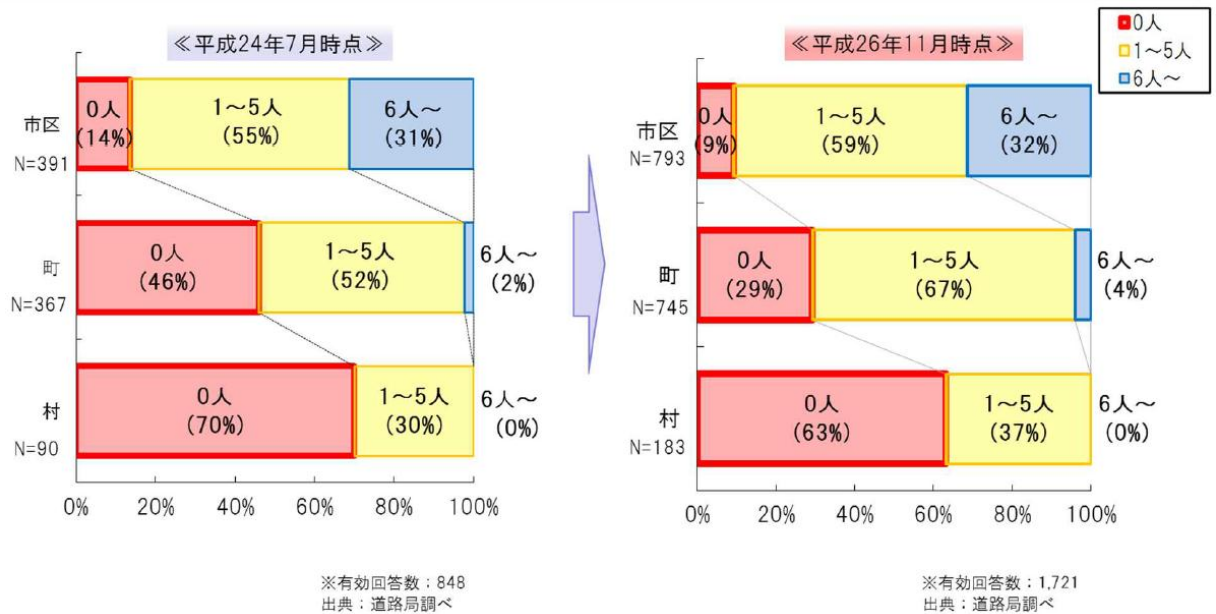 ≪平成24年7月時点≫
市区
N=391
0人
(14%)
1～5人
(55%)
6人～
(31%)
町
N=367
0人
(46%)
1～5人
(52%)
6人～
(2%)
村
N=90
0人
(70%)
1～5人
(30%)
6人～
(0%)
0%
20%
40%
60%
80%
100%
※有効回答数；848
出典：道路局調べ
≪平成26年11月時点≫
0人
1～5人
6人～
市区
N=793
0人
(9%)
1～5人
(59%)
6人～
(32%)
町
N=745
0人
(29%)
1～5人
(67%)
6人～
(4%)
村
N=183
0人
(63%)
1～5人
(37%)
6人～
(0%)
0%
20%
40%
60%
80%
100%
※有効回答数；1,721
出典：道路局調べ